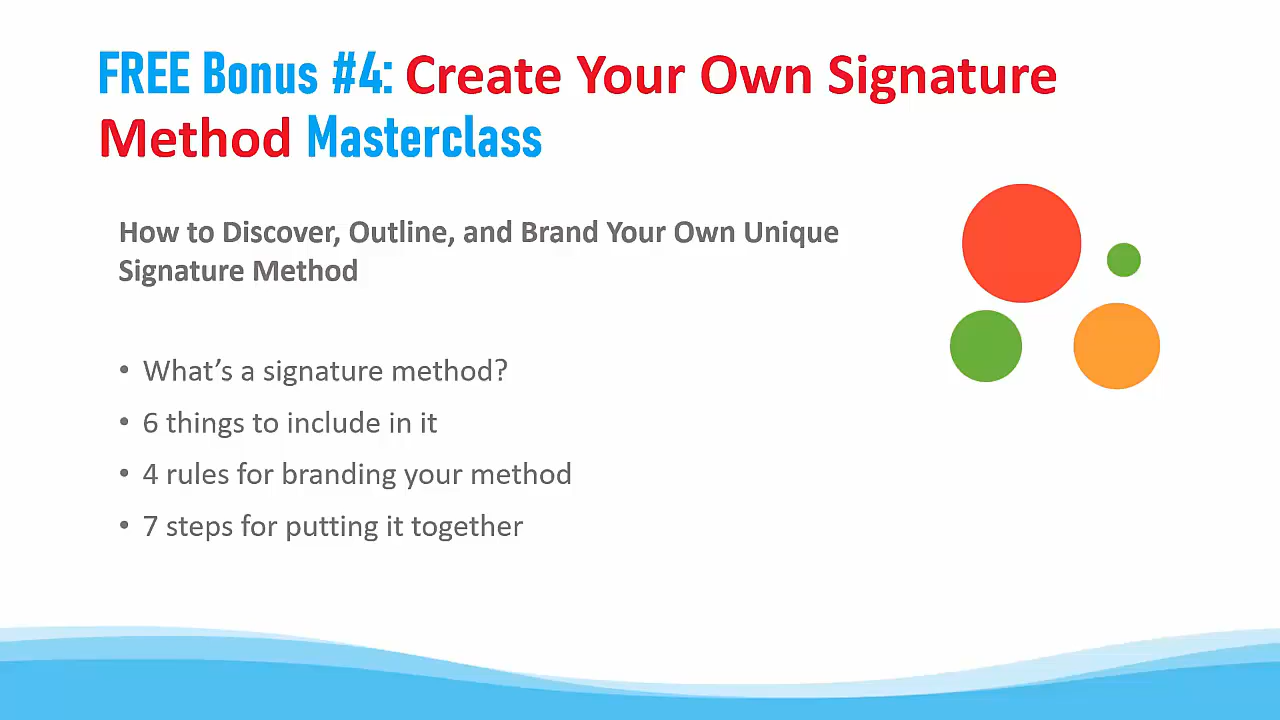 FREE Bonus #4: Create Your Own Signature
Method Masterclass
How to Discover, Outline, and Brand Your Own Unique
Signature Method
• What’s a signature method?
• 6 things to include in it
• 4 rules for branding your method
• 7 steps for putting it together